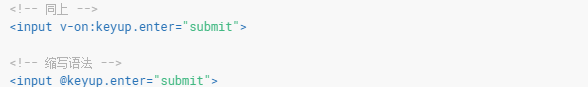 <!-- 同上 -->
<input v-on:keyup.enter="submit">
<!-- 缩写语法 -->
<input @keyup.enter="submit">